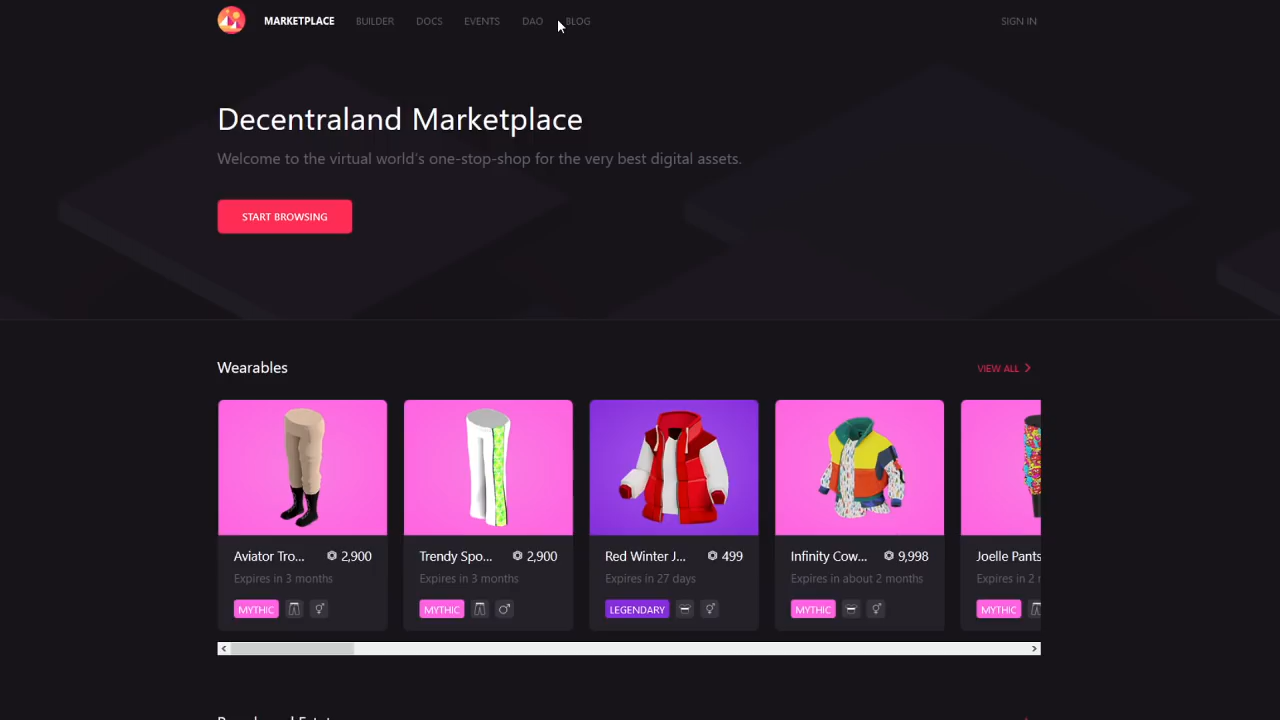 MARKETPLACE BUILDER DOCS EVENTS DAO BLOG SIGN IN
Decentraland Marketplace
Welcome to the virtual world's one-stop-shop for the very best digital assets.
START BROWSING
Wearables VIEW ALL
Aviator Tro... 2,900 Trendy Spo... 2,900 Red Winter J... 499 Infinity Cow... 9,998 Joelle Pants
Expires in 3 months Expires in 3 months Expires in 27 days Expires in about 2 months Expires in 2
MYTHIC MYTHIC LEGENDARY MYTHIC MYTHIC